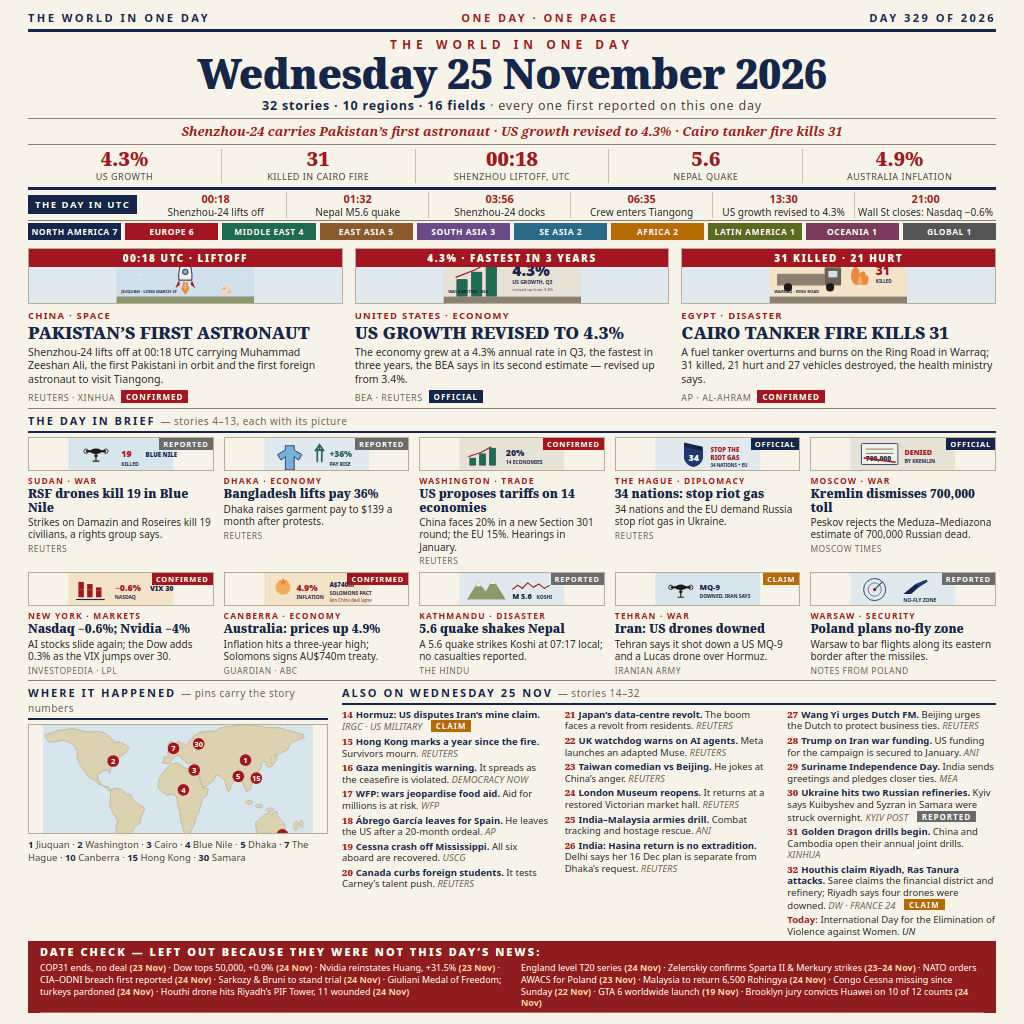 THE WORLD IN ONE DAY
ONE DAY · ONE PAGE
DAY 329 OF 2026
THE WORLD IN ONE DAY
Wednesday 25 November 2026
32 stories · 10 regions · 16 fields · every one first reported on this one day
Shenzhou-24 carries Pakistan’s first astronaut · US growth revised to 4.3% · Cairo tanker fire kills 31
4.3%
US GROWTH
31
KILLED IN CAIRO FIRE
00:18
SHENZHOU LIFTOFF, UTC
5.6
NEPAL QUAKE
4.9%
AUSTRALIA INFLATION
THE DAY IN UTC
00:18
Shenzhou-24 lifts off
01:32
Nepal M5.6 quake
03:56
Shenzhou-24 docks
06:35
Crew enters Tiangong
13:30
US growth revised to 4.3%
21:00
Wall St closes: Nasdaq −0.6%
NORTH AMERICA 7
EUROPE 6
MIDDLE EAST 4
EAST ASIA 5
SOUTH ASIA 3
SE ASIA 2
AFRICA 2
LATIN AMERICA 1
OCEANIA 1
GLOBAL 1
00:18 UTC · LIFTOFF
JIUQUAN · LONG MARCH 2F
CHINA · SPACE
PAKISTAN’S FIRST ASTRONAUT
Shenzhou-24 lifts off at 00:18 UTC carrying Muhammad
Zeeshan Ali, the first Pakistani in orbit and the first foreign
astronaut to visit Tiangong.
REUTERS · XINHUA CONFIRMED
4.3% · FASTEST IN 3 YEARS
4.3%
US GROWTH, Q3
revised up from 3.4%
UNITED STATES · ECONOMY
US GROWTH REVISED TO 4.3%
The economy grew at a 4.3% annual rate in Q3, the fastest in
three years, the BEA says in its second estimate — revised up
from 3.4%.
BEA · REUTERS OFFICIAL
31 KILLED · 21 HURT
31
KILLED
WARRAQ · RING ROAD
EGYPT · DISASTER
CAIRO TANKER FIRE KILLS 31
A fuel tanker overturns and burns on the Ring Road in Warraq;
31 killed, 21 hurt and 27 vehicles destroyed, the health ministry
says.
AP · AL-AHRAM CONFIRMED
THE DAY IN BRIEF — stories 4–13, each with its picture
REPORTED
19 BLUE NILE
KILLED
SUDAN · WAR
RSF drones kill 19 in Blue
Nile
Strikes on Damazin and Roseires kill 19
civilians, a rights group says.
REUTERS
REPORTED
+36%
PAY RISE
DHAKA · ECONOMY
Bangladesh lifts pay 36%
Dhaka raises garment pay to $139 a
month after protests.
REUTERS
CONFIRMED
20%
14 ECONOMIES
WASHINGTON · TRADE
US proposes tariffs on 14
economies
China faces 20% in a new Section 301
round; the EU 15%. Hearings in
January.
REUTERS
OFFICIAL
34
STOP THE
RIOT GAS
34 NATIONS + EU
THE HAGUE · DIPLOMACY
34 nations: stop riot gas
34 nations and the EU demand Russia
stop riot gas in Ukraine.
REUTERS
OFFICIAL
700,000
DENIED
BY KREMLIN
MOSCOW · WAR
Kremlin dismisses 700,000
toll
Peskov rejects the Meduza–Mediazona
estimate of 700,000 Russian dead.
MOSCOW TIMES
CONFIRMED
−0.6% VIX 30
NASDAQ
NEW YORK · MARKETS
Nasdaq −0.6%; Nvidia −4%
AI stocks slide again; the Dow adds
0.3% as the VIX jumps over 30.
INVESTOPEDIA · LPL
CONFIRMED
4.9%
INFLATION
SOLOMONS PACT
lets China deal lapse
CANBERRA · ECONOMY
Australia: prices up 4.9%
Inflation hits a three-year high;
Solomons signs AU$740m treaty.
GUARDIAN · ABC
REPORTED
M 5.6 KOSHI
KATHMANDU · DISASTER
5.6 quake shakes Nepal
A 5.6 quake strikes Koshi at 07:17 local;
no casualties reported.
THE HINDU
CLAIM
MQ-9
DOWNED, IRAN SAYS
TEHRAN · WAR
Iran: US drones downed
Tehran says it shot down a US MQ-9
and a Lucas drone over Hormuz.
IRANIAN ARMY
REPORTED
NO-FLY ZONE
WARSAW · SECURITY
Poland plans no-fly zone
Warsaw to bar flights along its eastern
border after the missiles.
NOTES FROM POLAND
WHERE IT HAPPENED — pins carry the story
numbers
7
30
2
3
1
5
15
4
1 Jiuquan · 2 Washington · 3 Cairo · 4 Blue Nile · 5 Dhaka · 7 The
Hague · 10 Canberra · 15 Hong Kong · 30 Samara
ALSO ON WEDNESDAY 25 NOV — stories 14–32
14 Hormuz: US disputes Iran’s mine claim.
IRGC · US MILITARY CLAIM
15 Hong Kong marks a year since the fire.
Survivors mourn. REUTERS
16 Gaza meningitis warning. It spreads as
the ceasefire is violated. DEMOCRACY NOW
17 WFP: wars jeopardise food aid. Aid for
millions is at risk. WFP
18 Ábrego García leaves for Spain. He leaves
the US after a 20-month ordeal. AP
19 Cessna crash off Mississippi. All six
aboard are recovered. USCG
20 Canada curbs foreign students. It tests
Carney’s talent push. REUTERS
21 Japan’s data-centre revolt. The boom
faces a revolt from residents. REUTERS
22 UK watchdog warns on AI agents. Meta
launches an adapted Muse. REUTERS
23 Taiwan comedian vs Beijing. He jokes at
China’s anger. REUTERS
24 London Museum reopens. It returns at a
restored Victorian market hall. REUTERS
25 India–Malaysia armies drill. Combat
tracking and hostage rescue. ANI
26 India: Hasina return is no extradition.
Delhi says her 16 Dec plan is separate from
Dhaka’s request. REUTERS
27 Wang Yi urges Dutch FM. Beijing urges
the Dutch to protect business ties. REUTERS
28 Trump on Iran war funding. US funding
for the campaign is secured to January. ANI
29 Suriname Independence Day. India sends
greetings and pledges closer ties. MEA
30 Ukraine hits two Russian refineries. Kyiv
says Kuibyshev and Syzran in Samara were
struck overnight. KYIV POST REPORTED
31 Golden Dragon drills begin. China and
Cambodia open their annual joint drills.
XINHUA
32 Houthis claim Riyadh, Ras Tanura
attacks. Saree claims the financial district and
refinery; Riyadh says four drones were
downed. DW · FRANCE 24 CLAIM
Today: International Day for the Elimination of
Violence against Women. UN
DATE CHECK — LEFT OUT BECAUSE THEY WERE NOT THIS DAY’S NEWS:
COP31 ends, no deal (23 Nov) · Dow tops 50,000, +0.9% (24 Nov) · Nvidia reinstates Huang, +31.5% (23 Nov) ·
CIA–ODNI breach first reported (24 Nov) · Sarkozy & Bruni to stand trial (24 Nov) · Giuliani Medal of Freedom;
turkeys pardoned (24 Nov) · Houthi drone hits Riyadh’s PIF Tower, 11 wounded (24 Nov)
England level T20 series (24 Nov) · Zelenskiy confirms Sparta II & Merkury strikes (23–24 Nov) · NATO orders
AWACS for Poland (23 Nov) · Malaysia to return 6,500 Rohingya (24 Nov) · Congo Cessna missing since
Sunday (22 Nov) · GTA 6 worldwide launch (19 Nov) · Brooklyn jury convicts Huawei on 10 of 12 counts (24
Nov)